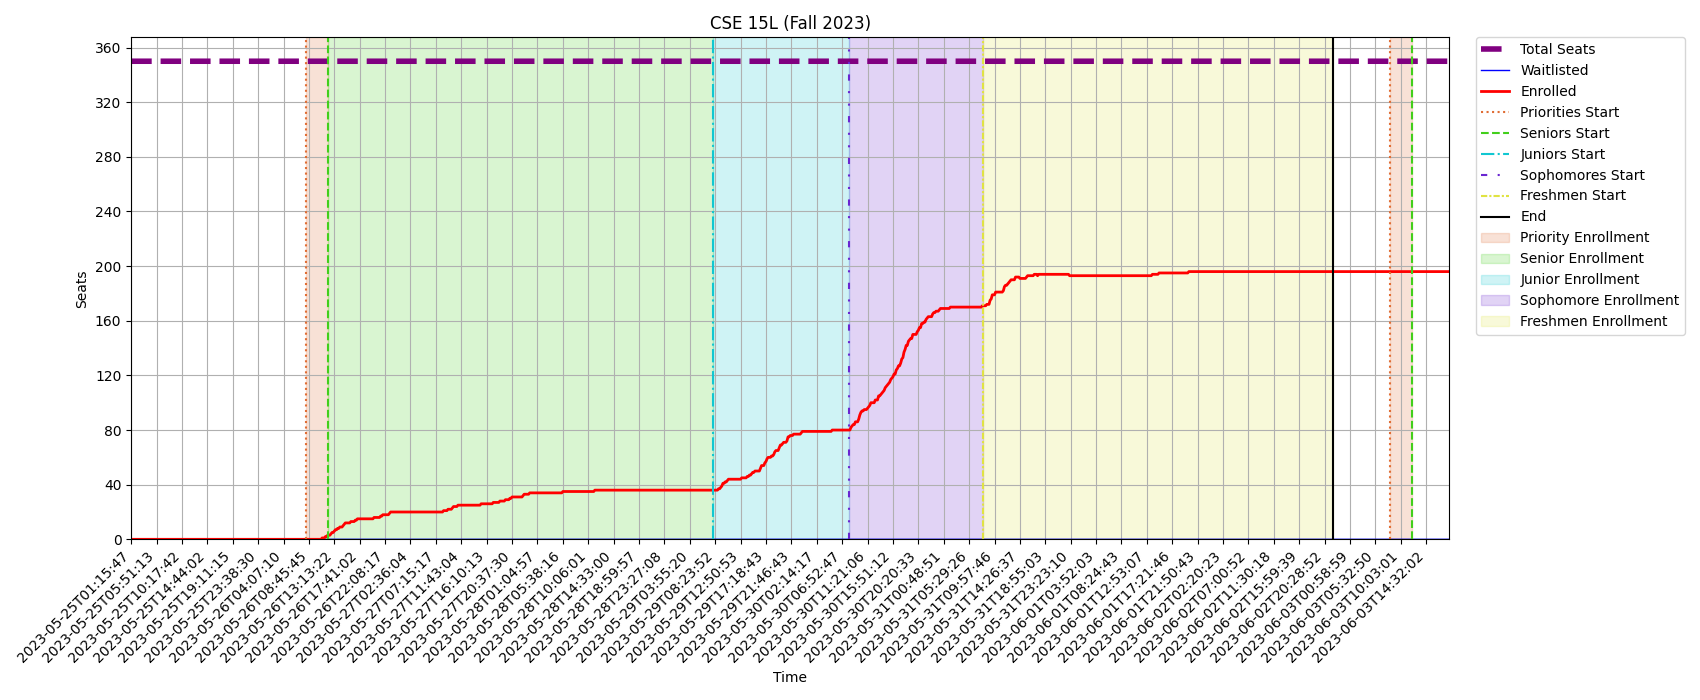 CSE 15L (Fall 2023)
Seats
360
320
280
240
200
160
120
80
40
0
2023-05-25T01:15:47
2023-05-25T05:51:13
2023-05-25T10:17:42
2023-05-25T14:44:02
2023-05-25T19:11:15
2023-05-25T23:38:30
2023-05-26T04:07:10
2023-05-26T08:45:45
2023-05-26T13:13:22
2023-05-26T17:41:02
2023-05-26T22:08:17
2023-05-27T02:36:04
2023-05-27T07:15:17
2023-05-27T11:43:04
2023-05-27T16:10:13
2023-05-27T20:37:30
2023-05-28T01:04:57
2023-05-28T05:38:16
2023-05-28T10:06:01
2023-05-28T14:33:00
2023-05-28T18:59:57
2023-05-28T23:27:08
2023-05-29T03:55:20
2023-05-29T08:23:52
2023-05-29T12:50:53
2023-05-29T17:18:43
2023-05-29T21:46:43
2023-05-30T02:14:17
2023-05-30T06:52:47
2023-05-30T11:21:06
2023-05-30T15:51:12
2023-05-30T20:20:33
2023-05-31T00:48:51
2023-05-31T05:29:26
2023-05-31T09:57:46
2023-05-31T14:26:37
2023-05-31T18:55:03
2023-05-31T23:23:10
2023-06-01T03:52:03
2023-06-01T08:24:43
2023-06-01T12:53:07
2023-06-01T17:21:46
2023-06-01T21:50:43
2023-06-02T02:20:23
2023-06-02T07:00:52
2023-06-02T11:30:18
2023-06-02T15:59:39
2023-06-02T20:28:52
2023-06-03T00:58:59
2023-06-03T05:32:50
2023-06-03T10:03:01
2023-06-03T14:32:02
Time
Total Seats
Waitlisted
Enrolled
Priorities Start
Seniors Start
Juniors Start
Sophomores Start
Freshmen Start
End
Priority Enrollment
Senior Enrollment
Junior Enrollment
Sophomore Enrollment
Freshmen Enrollment